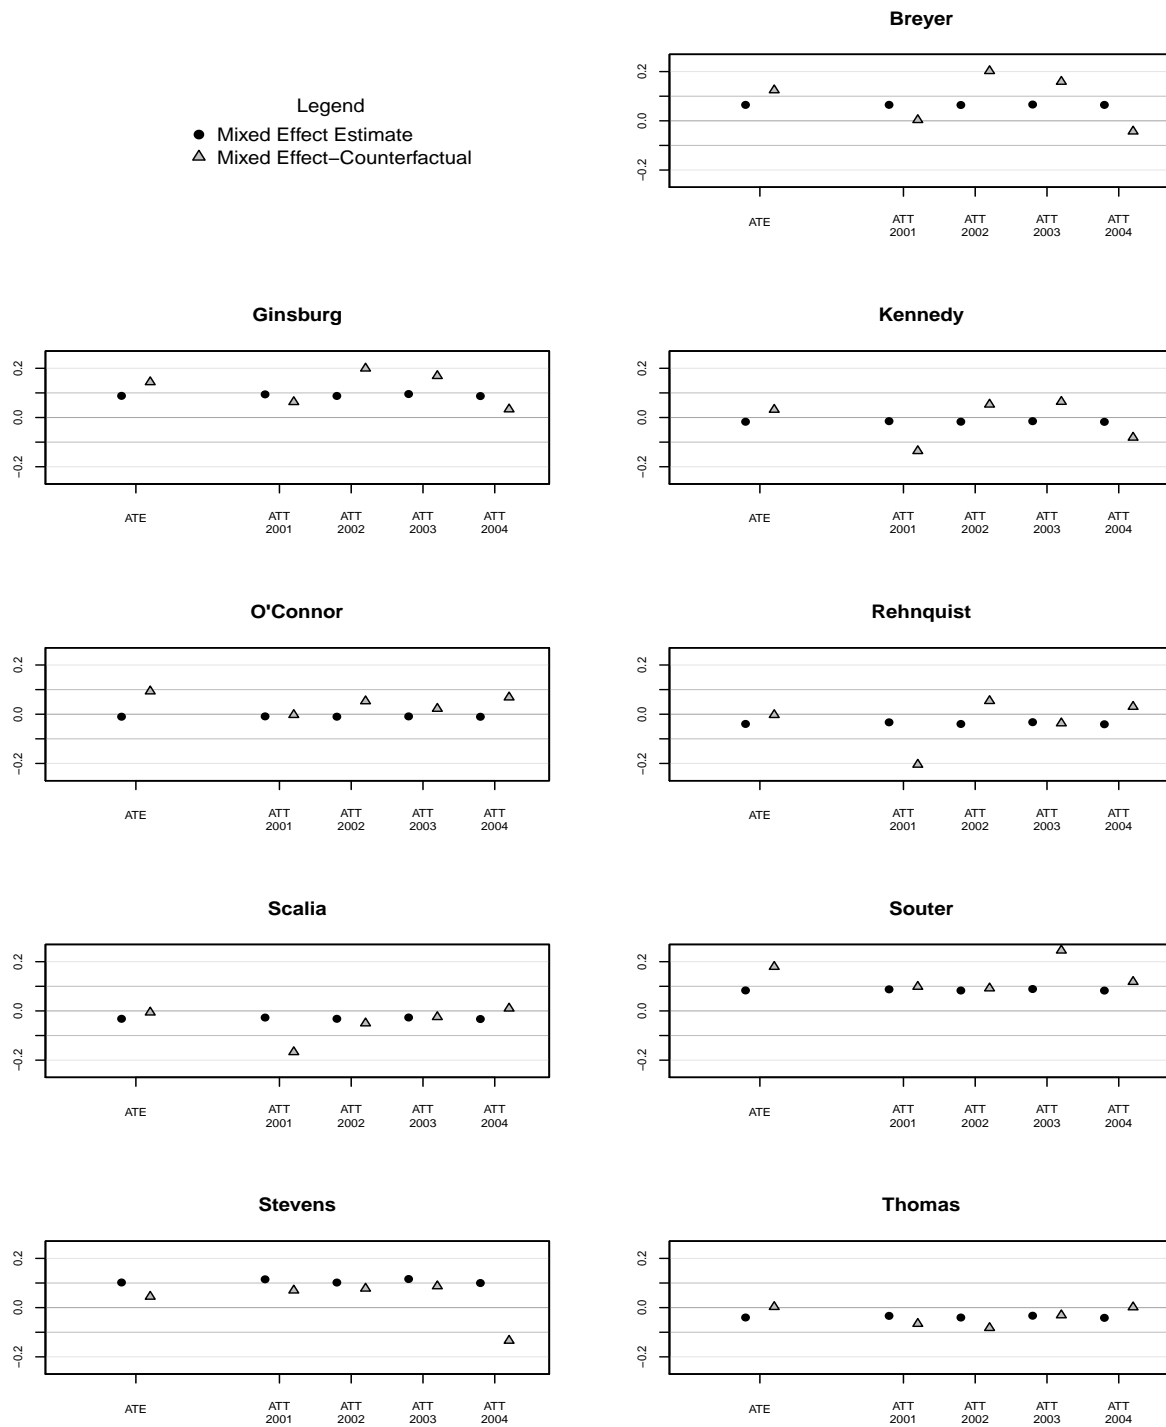 Breyer
Legend
Mixed Effect Estimate
Mixed Effect−Counterfactual
0.2
0.0
−0.2
ATE
ATT 2001
ATT 2002
ATT 2003
ATT 2004
Ginsburg
0.2
0.0
−0.2
ATE
ATT 2001
ATT 2002
ATT 2003
ATT 2004
Kennedy
0.2
0.0
−0.2
ATE
ATT 2001
ATT 2002
ATT 2003
ATT 2004
O'Connor
0.2
0.0
−0.2
ATE
ATT 2001
ATT 2002
ATT 2003
ATT 2004
Rehnquist
0.2
0.0
−0.2
ATE
ATT 2001
ATT 2002
ATT 2003
ATT 2004
Scalia
0.2
0.0
−0.2
ATE
ATT 2001
ATT 2002
ATT 2003
ATT 2004
Souter
0.2
0.0
−0.2
ATE
ATT 2001
ATT 2002
ATT 2003
ATT 2004
Stevens
0.2
0.0
−0.2
ATE
ATT 2001
ATT 2002
ATT 2003
ATT 2004
Thomas
0.2
0.0
−0.2
ATE
ATT 2001
ATT 2002
ATT 2003
ATT 2004